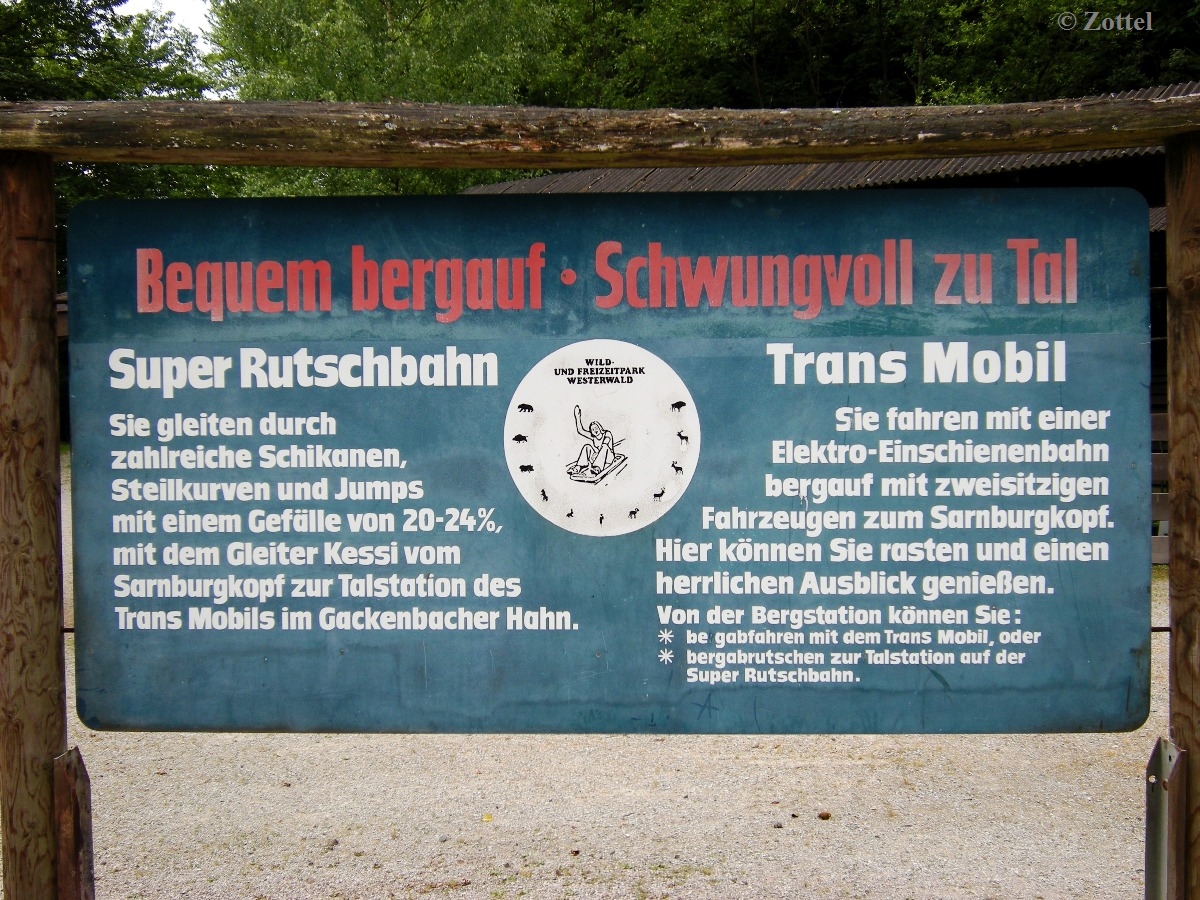 © Zottel
Bequem bergauf · Schwungvoll zu Tal
Super Rutschbahn
Sie gleiten durch
zahlreiche Schikanen,
Steilkurven und Jumps
mit einem Gefälle von 20-24%,
mit dem Gleiter Kessi vom
Sarnburgkopf zur Talstation des
Trans Mobils im Gackenbacher Hahn.
WILD-
UND FREIZEITPARK
WESTERWALD
Trans Mobil
Sie fahren mit einer
Elektro-Einschienenbahn
bergauf mit zweisitzigen
Fahrzeugen zum Sarnburgkopf.
Hier können Sie rasten und einen
herrlichen Ausblick genießen.
Von der Bergstation können Sie:
* be gabfahren mit dem Trans Mobil, oder
* bergabrutschen zur Talstation auf der
Super Rutschbahn.